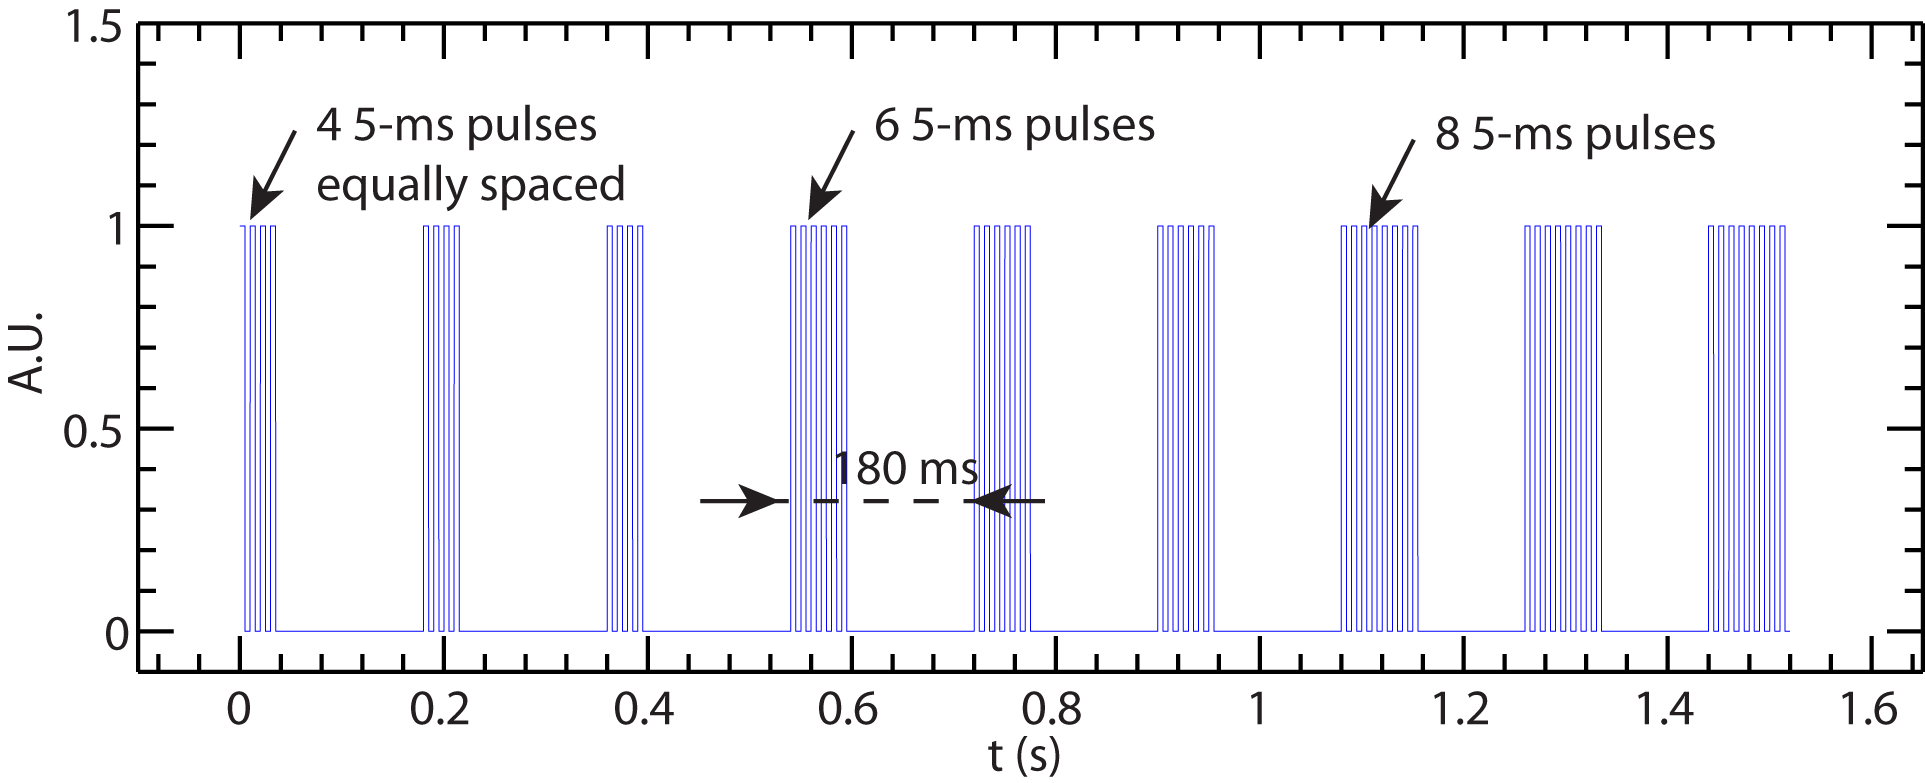 1.5
4 5-ms pulses
equally spaced
6 5-ms pulses
8 5-ms pulses
1
A.U.
0.5
180 ms
0
0 0.2 0.4 0.6 0.8 1 1.2 1.4 1.6
t (s)